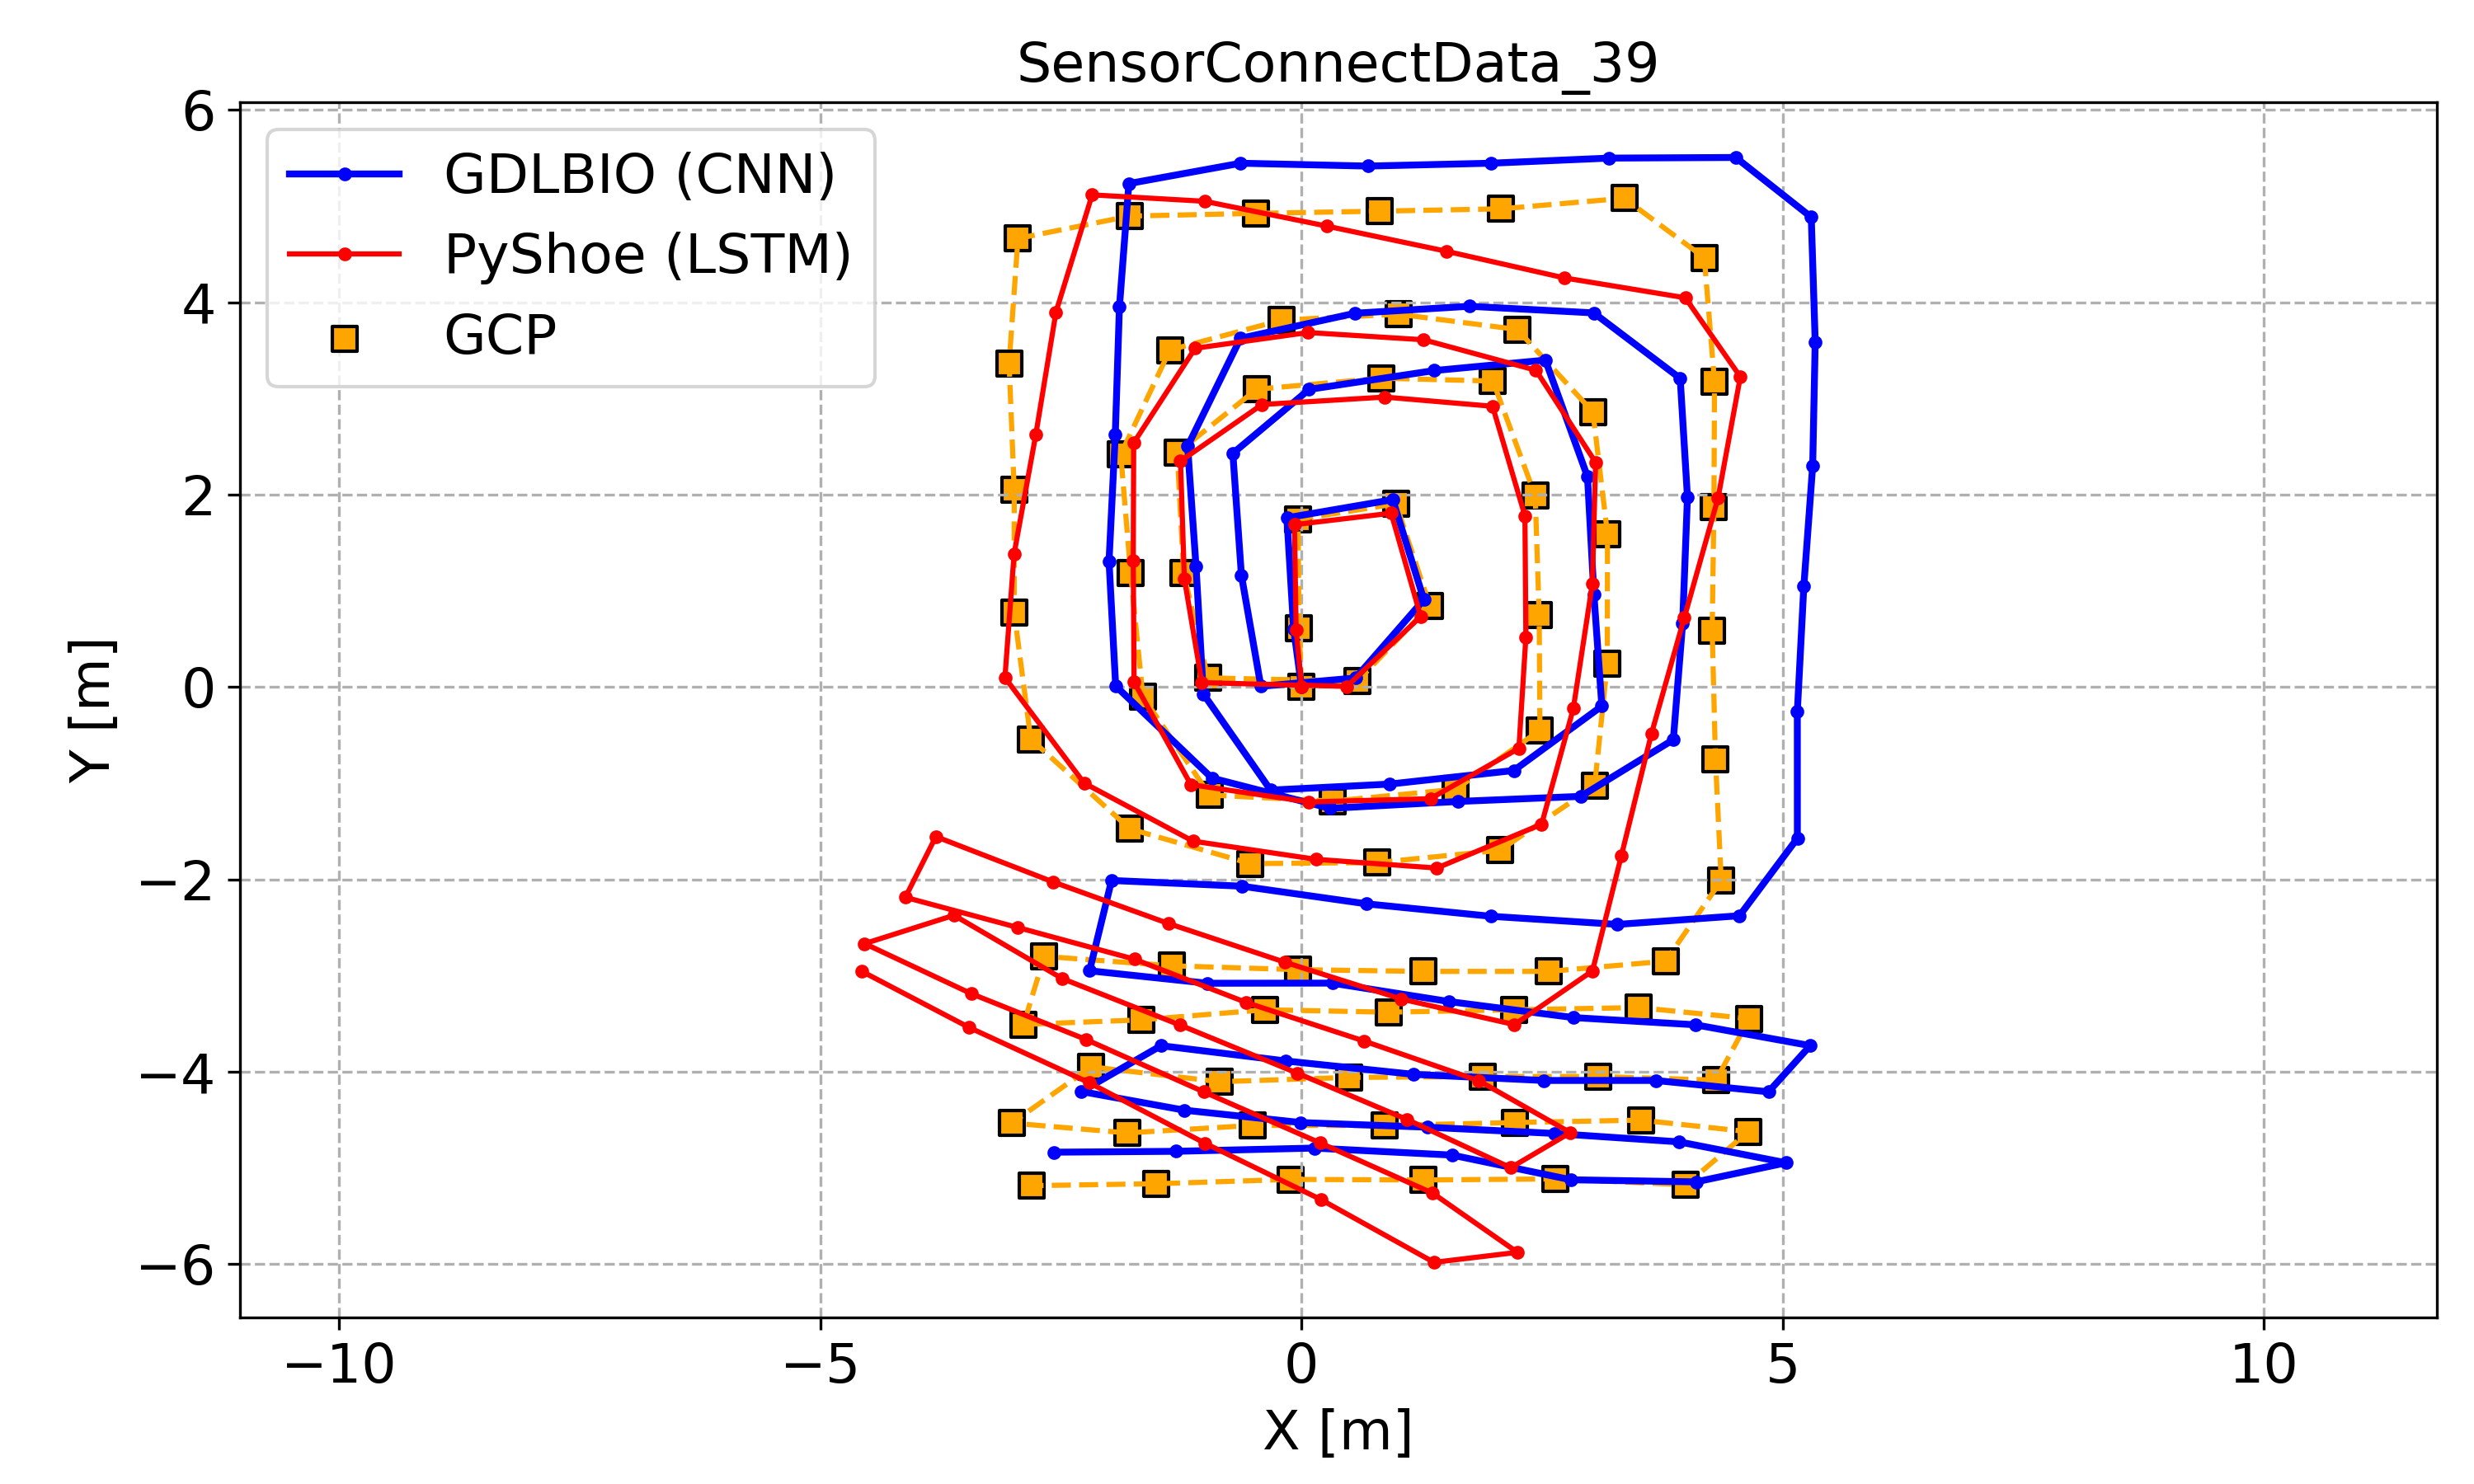 SensorConnectData_39
GDLBIO (CNN)
PyShoe (LSTM)
GCP
6
4
2
0
−2
−4
−6
Y [m]
−10 −5 0 5 10
X [m]